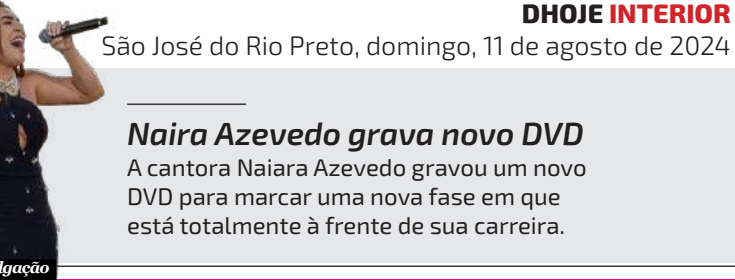 DHOJE INTERIOR
São José do Rio Preto, domingo, 11 de agosto de 2024
Naira Azevedo grava novo DVD
A cantora Naiara Azevedo gravou um novo
DVD para marcar uma nova fase em que
está totalmente à frente de sua carreira.
lgação